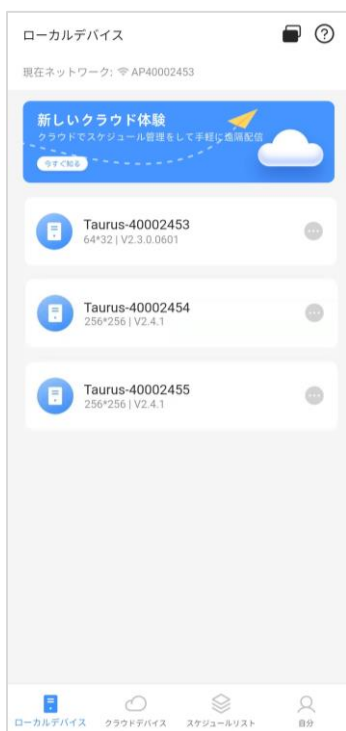 ローカルデバイス
現在ネットワーク: AP40002453
新しいクラウド体験
クラウドでスケジュール管理をして手軽に遠隔配信
今すぐ知る
Taurus-40002453
64*32 | V2.3.0.0601
Taurus-40002454
256*256 | V2.4.1
Taurus-40002455
256*256 | V2.4.1
ローカルデバイス
クラウドデバイス
スケジュールリスト
自分